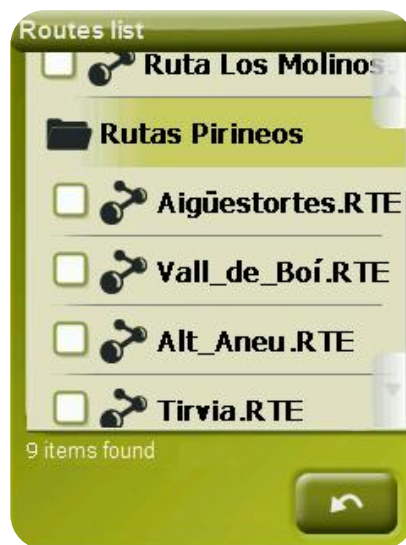 Routes list
Ruta Los Molinos.
Rutas Pirineos
Aigüestortes.RTE
Vall_de_Boí.RTE
Alt_Aneu.RTE
Tirvia.RTE
9 items found